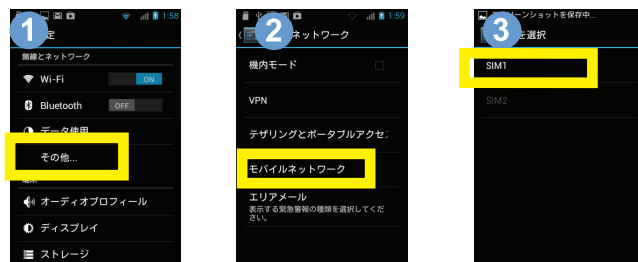 1
1:58
定
無線とネットワーク
Wi-Fi
ON
Bluetooth
OFF
データ使用
その他...
端末
オーディオプロフィール
ディスプレイ
ストレージ
2
1:59
ネットワーク
機内モード
VPN
テザリングとポータブルアクセ
モバイルネットワーク
エリアメール
表示する緊急警報の種類を選択してくだ
さい。
3
ーンショットを保存中...
を選択
SIM1
SIM2